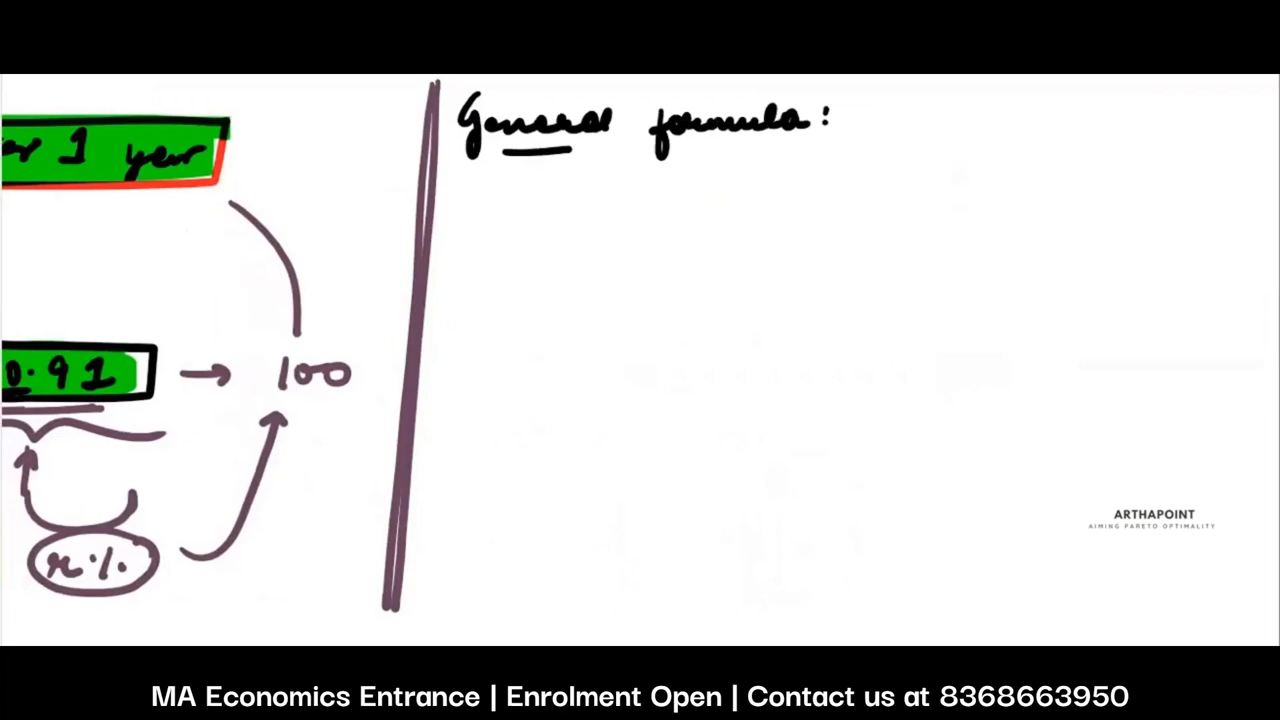 1 year
General formula:
0.91 → 100
r%
ARTHAPOINT
AIMING PARETO OPTIMALITY
MA Economics Entrance | Enrolment Open | Contact us at 8368663950